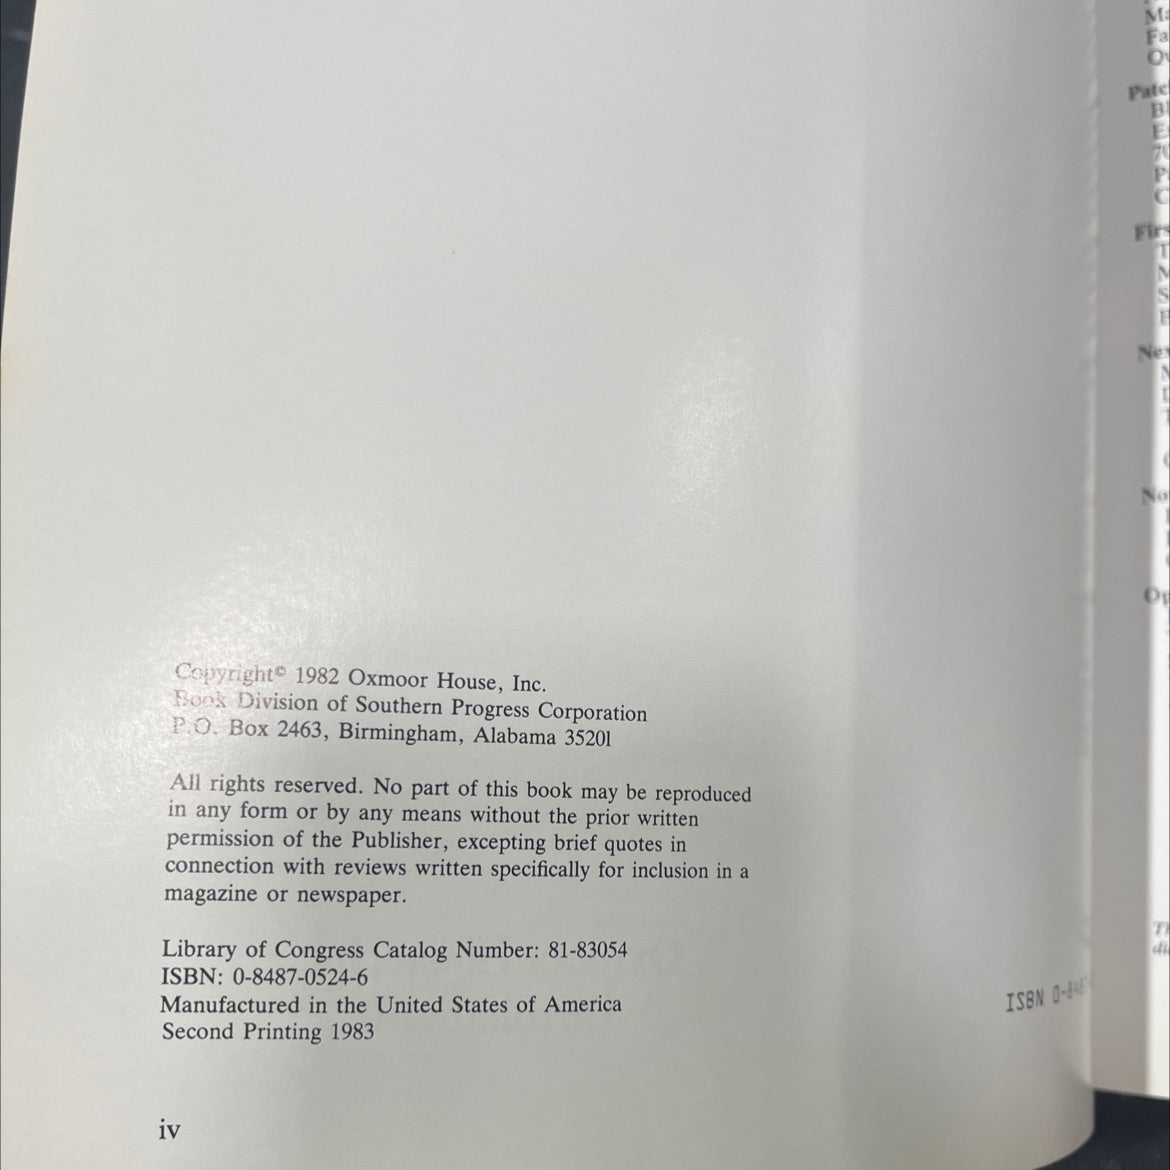 Copyright© 1982 Oxmoor House, Inc.
Book Division of Southern Progress Corporation
P.O. Box 2463, Birmingham, Alabama 35201
All rights reserved. No part of this book may be reproduced
in any form or by any means without the prior written
permission of the Publisher, excepting brief quotes in
connection with reviews written specifically for inclusion in a
magazine or newspaper.
Library of Congress Catalog Number: 81-83054
ISBN: 0-8487-0524-6
Manufactured in the United States of America
Second Printing 1983
iv
ISBN